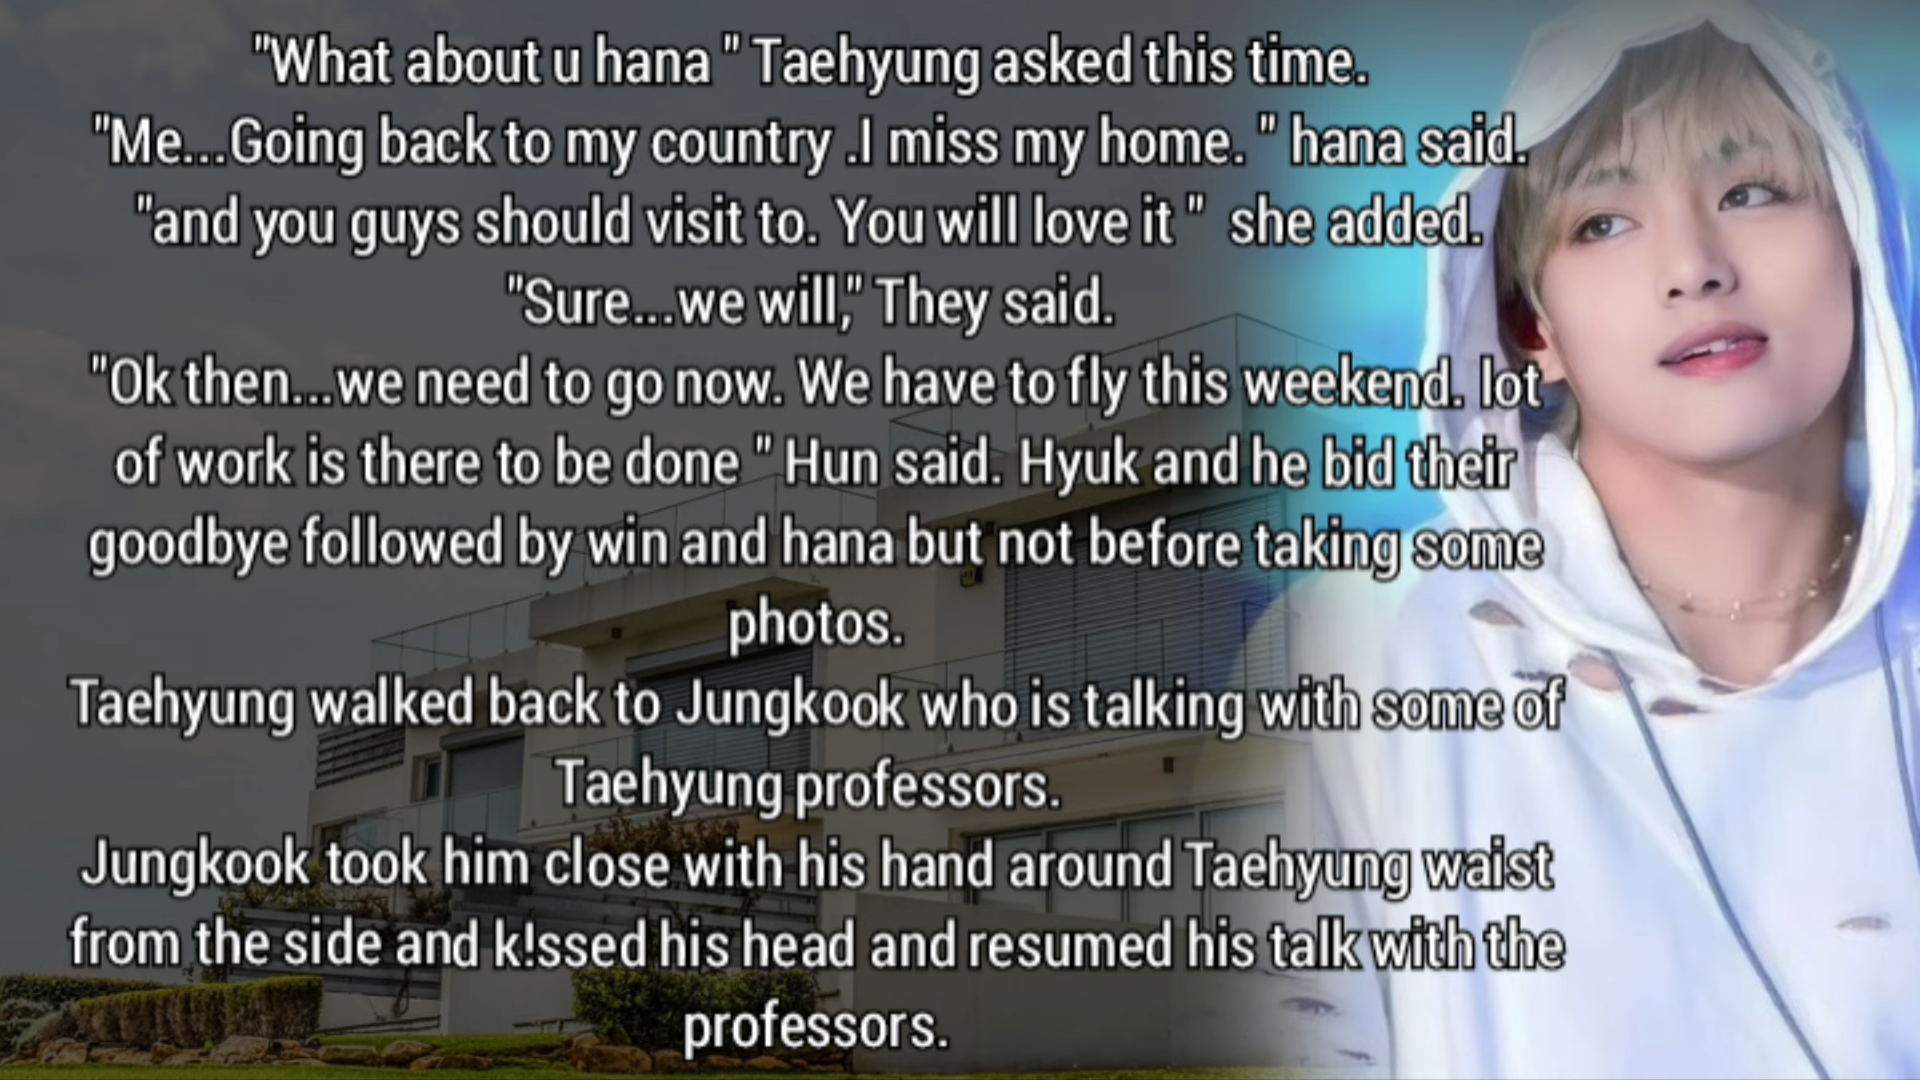 "What about u hana " Taehyung asked this time.
"Me...Going back to my country .I miss my home. " hana said.
"and you guys should visit to. You will love it "  she added.
"Sure...we will," They said.
"Ok then...we need to go now. We have to fly this weekend. lot
of work is there to be done " Hun said. Hyuk and he bid their
goodbye followed by win and hana but not before taking some
photos.
Taehyung walked back to Jungkook who is talking with some of
Taehyung professors.
Jungkook took him close with his hand around Taehyung waist
from the side and k!ssed his head and resumed his talk with the
professors.